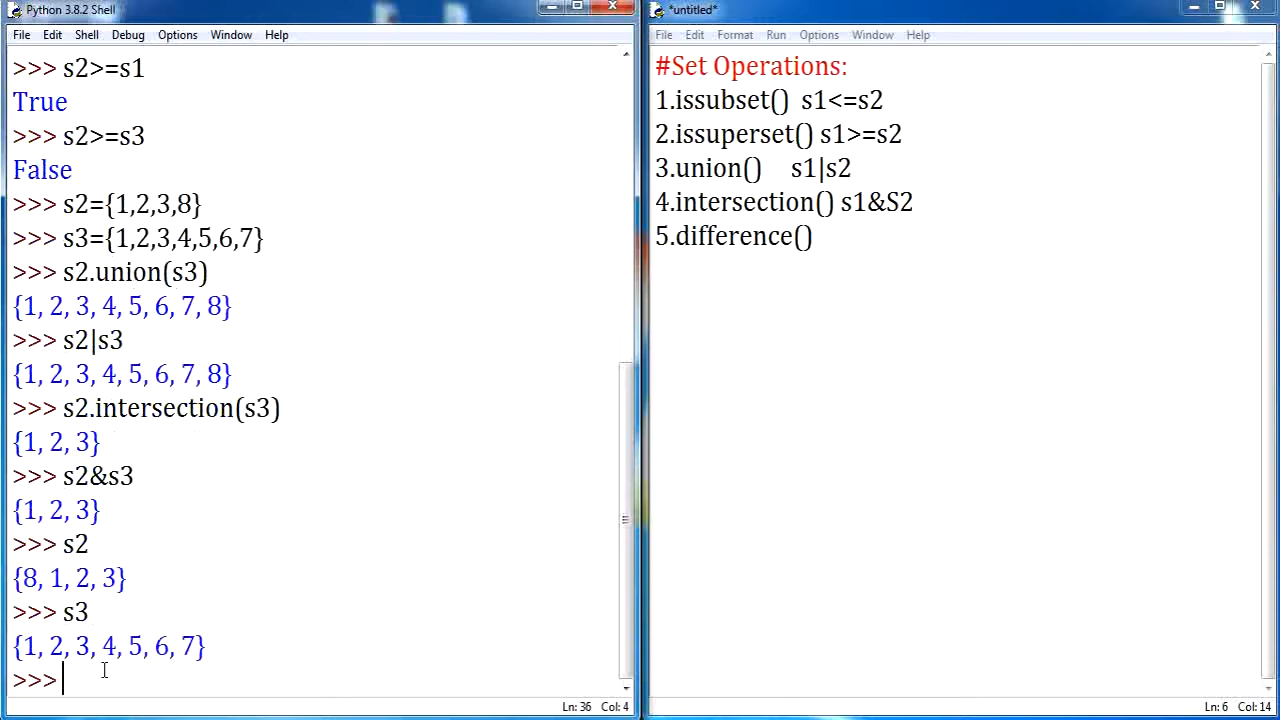 Python 3.8.2 Shell
File Edit Shell Debug Options Window Help
>>> s2>=s1
True
>>> s2>=s3
False
>>> s2={1,2,3,8}
>>> s3={1,2,3,4,5,6,7}
>>> s2.union(s3)
{1, 2, 3, 4, 5, 6, 7, 8}
>>> s2|s3
{1, 2, 3, 4, 5, 6, 7, 8}
>>> s2.intersection(s3)
{1, 2, 3}
>>> s2&s3
{1, 2, 3}
>>> s2
{8, 1, 2, 3}
>>> s3
{1, 2, 3, 4, 5, 6, 7}
>>>
Ln: 36 Col: 4
*untitled*
File Edit Format Run Options Window Help
#Set Operations:
1.issubset() s1<=s2
2.issuperset() s1>=s2
3.union() s1|s2
4.intersection() s1&S2
5.difference()
Ln: 6 Col: 14